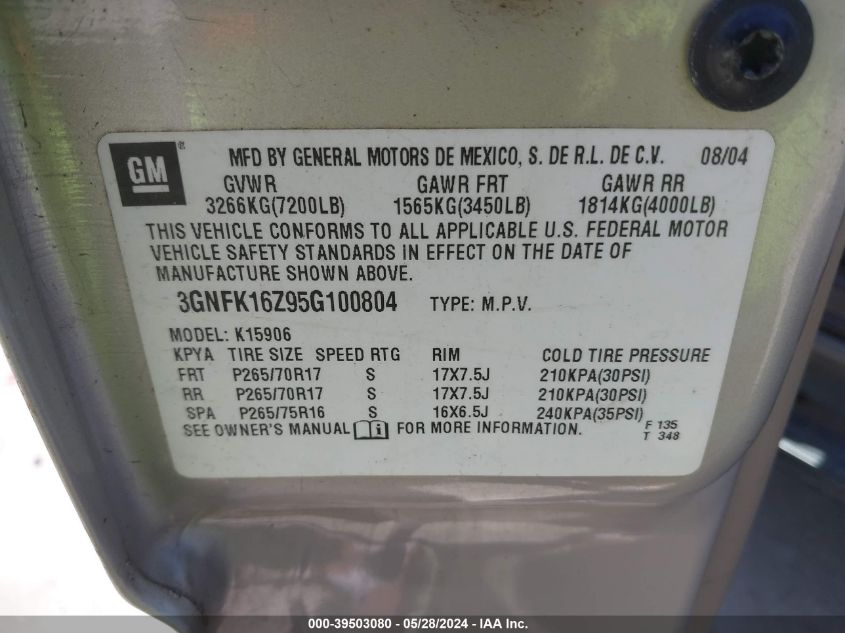 GM ® MFD BY GENERAL MOTORS DE MEXICO, S. DE R.L. DE C.V. 08/04
GVWR GAWR FRT GAWR RR
3266KG(7200LB) 1565KG(3450LB) 1814KG(4000LB)
THIS VEHICLE CONFORMS TO ALL APPLICABLE U.S. FEDERAL MOTOR
VEHICLE SAFETY STANDARDS IN EFFECT ON THE DATE OF
MANUFACTURE SHOWN ABOVE.
3GNFK16Z95G100804 TYPE: M.P.V.
MODEL: K15906
KPYA TIRE SIZE SPEED RTG RIM COLD TIRE PRESSURE
FRT P265/70R17 S 17X7.5J 210KPA(30PSI)
RR P265/70R17 S 17X7.5J 210KPA(30PSI)
SPA P265/75R16 S 16X6.5J 240KPA(35PSI)
SEE OWNER'S MANUAL FOR MORE INFORMATION. F 135
T 348
000-39503080 - 05/28/2024 - IAA Inc.